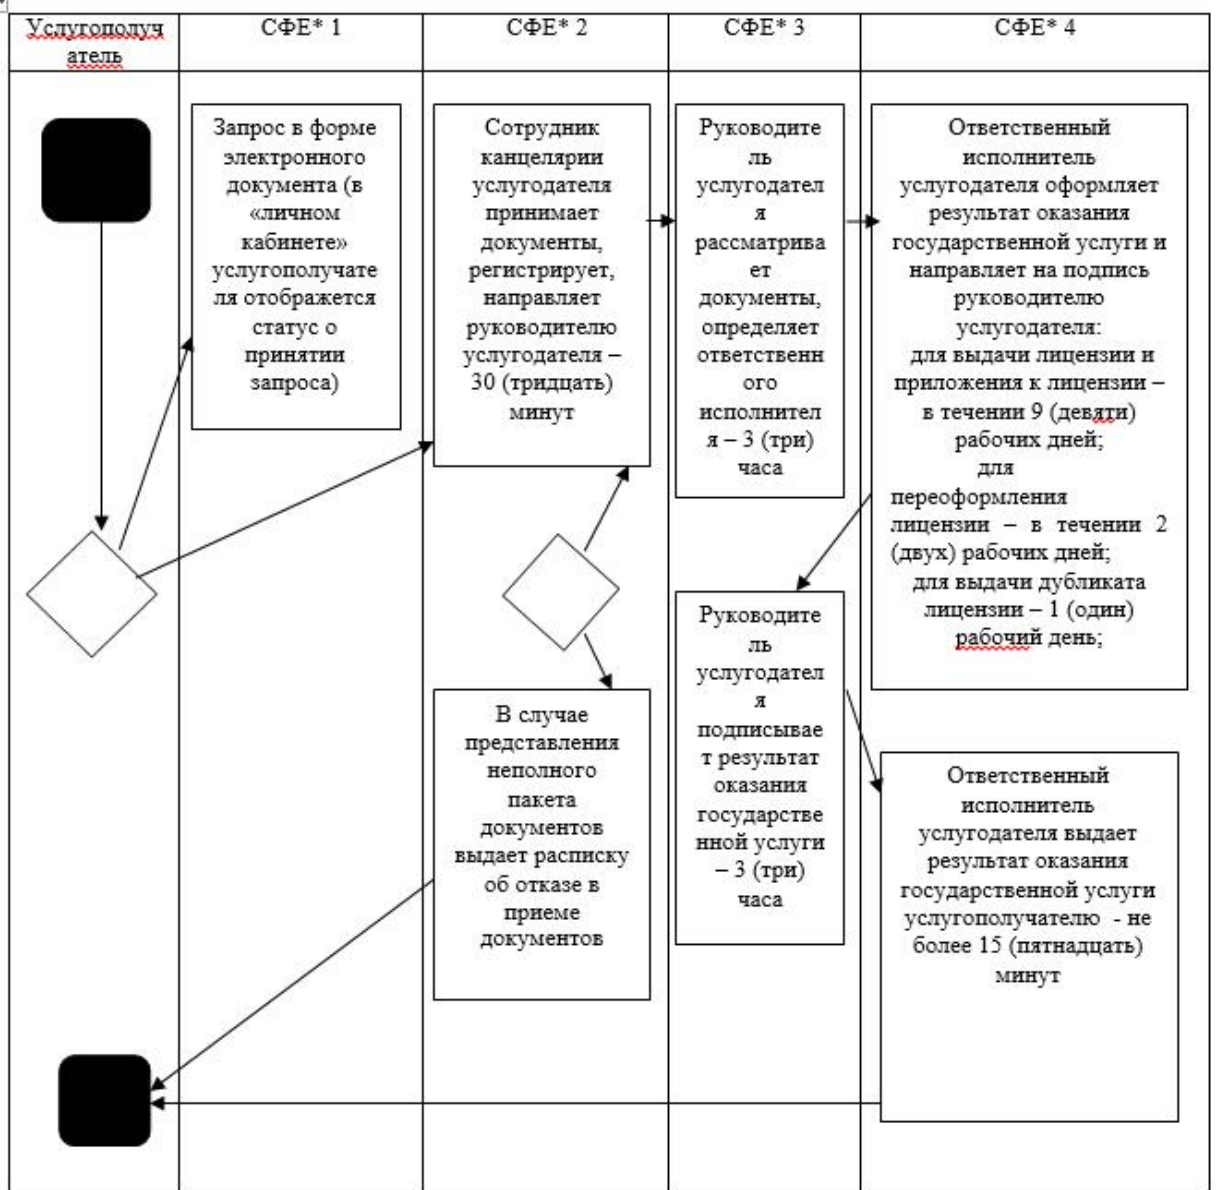 Услугополуч
атель
СФЕ* 1
СФЕ* 2
СФЕ* 3
СФЕ* 4
Запрос в форме
электронного
документа (в
«личном
кабинете»
услугополучате
ля отображется
статус о
принятии
запроса)
Сотрудник
канцелярии
услугодателя
принимает
документы,
регистрирует,
направляет
руководителю
услугодателя –
30 (тридцать)
минут
Руководите
ль
услугодател
я
рассматрива
ет
документы,
определяет
ответственн
ого
исполнител
я – 3 (три)
часа
Ответственный
исполнитель
услугодателя оформляет
результат оказания
государственной услуги и
направляет на подпись
руководителю
услугодателя:
для выдачи лицензии и
приложения к лицензии –
в течении 9 (девяти)
рабочих дней;
для
переоформления
лицензии – в течении 2
(двух) рабочих дней;
для выдачи дубликата
лицензии – 1 (один)
рабочий день;
В случае
представления
неполного
пакета
документов
выдает расписку
об отказе в
приеме
документов
Руководите
ль
услугодател
я
подписывае
т результат
оказания
государстве
нной услуги
– 3 (три)
часа
Ответственный
исполнитель
услугодателя выдает
результат оказания
государственной услуги
услугополучателю - не
более 15 (пятнадцать)
минут